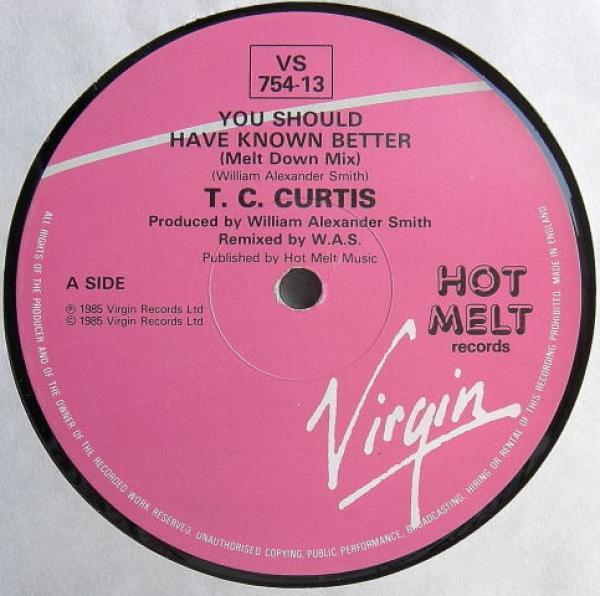 VS
754-13
YOU SHOULD
HAVE KNOWN BETTER
(Melt Down Mix)
(William Alexander Smith)
T. C. CURTIS
Produced by William Alexander Smith
Remixed by W.A.S.
Published by Hot Melt Music
A SIDE
℗ 1985 Virgin Records Ltd
© 1985 Virgin Records Ltd
HOT
MELT
records
Virgin
ALL RIGHTS OF THE PRODUCER AND OF THE OWNER OF THE RECORDED WORK RESERVED. UNAUTHORISED COPYING, PUBLIC PERFORMANCE, BROADCASTING, HIRING OR RENTAL OF THIS RECORDING PROHIBITED. MADE IN ENGLAND